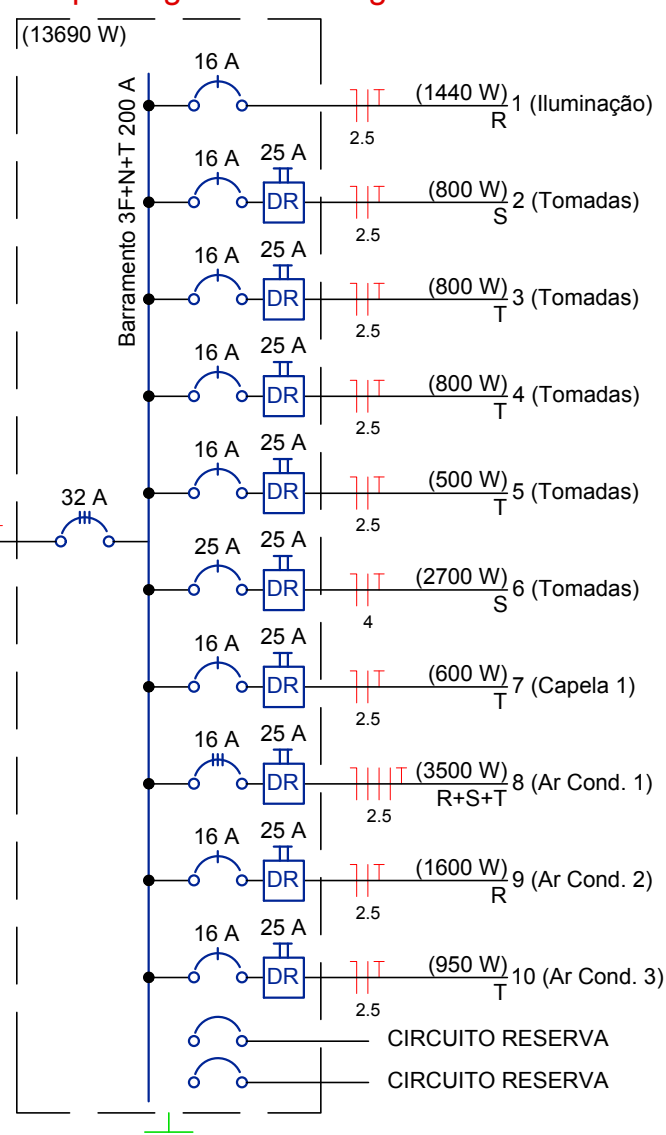 (13690 W)
Barramento 3F+N+T 200 A
32 A
16 A
(1440 W) 1 (Iluminação)
R
2.5
16 A 25 A
DR
(800 W) 2 (Tomadas)
S
2.5
16 A 25 A
DR
(800 W) 3 (Tomadas)
T
2.5
16 A 25 A
DR
(800 W) 4 (Tomadas)
T
2.5
16 A 25 A
DR
(500 W) 5 (Tomadas)
T
2.5
25 A 25 A
DR
(2700 W) 6 (Tomadas)
S
4
16 A 25 A
DR
(600 W) 7 (Capela 1)
T
2.5
16 A 25 A
DR
(3500 W) 8 (Ar Cond. 1)
R+S+T
2.5
16 A 25 A
DR
(1600 W) 9 (Ar Cond. 2)
R
2.5
16 A 25 A
DR
(950 W) 10 (Ar Cond. 3)
T
2.5
CIRCUITO RESERVA
CIRCUITO RESERVA